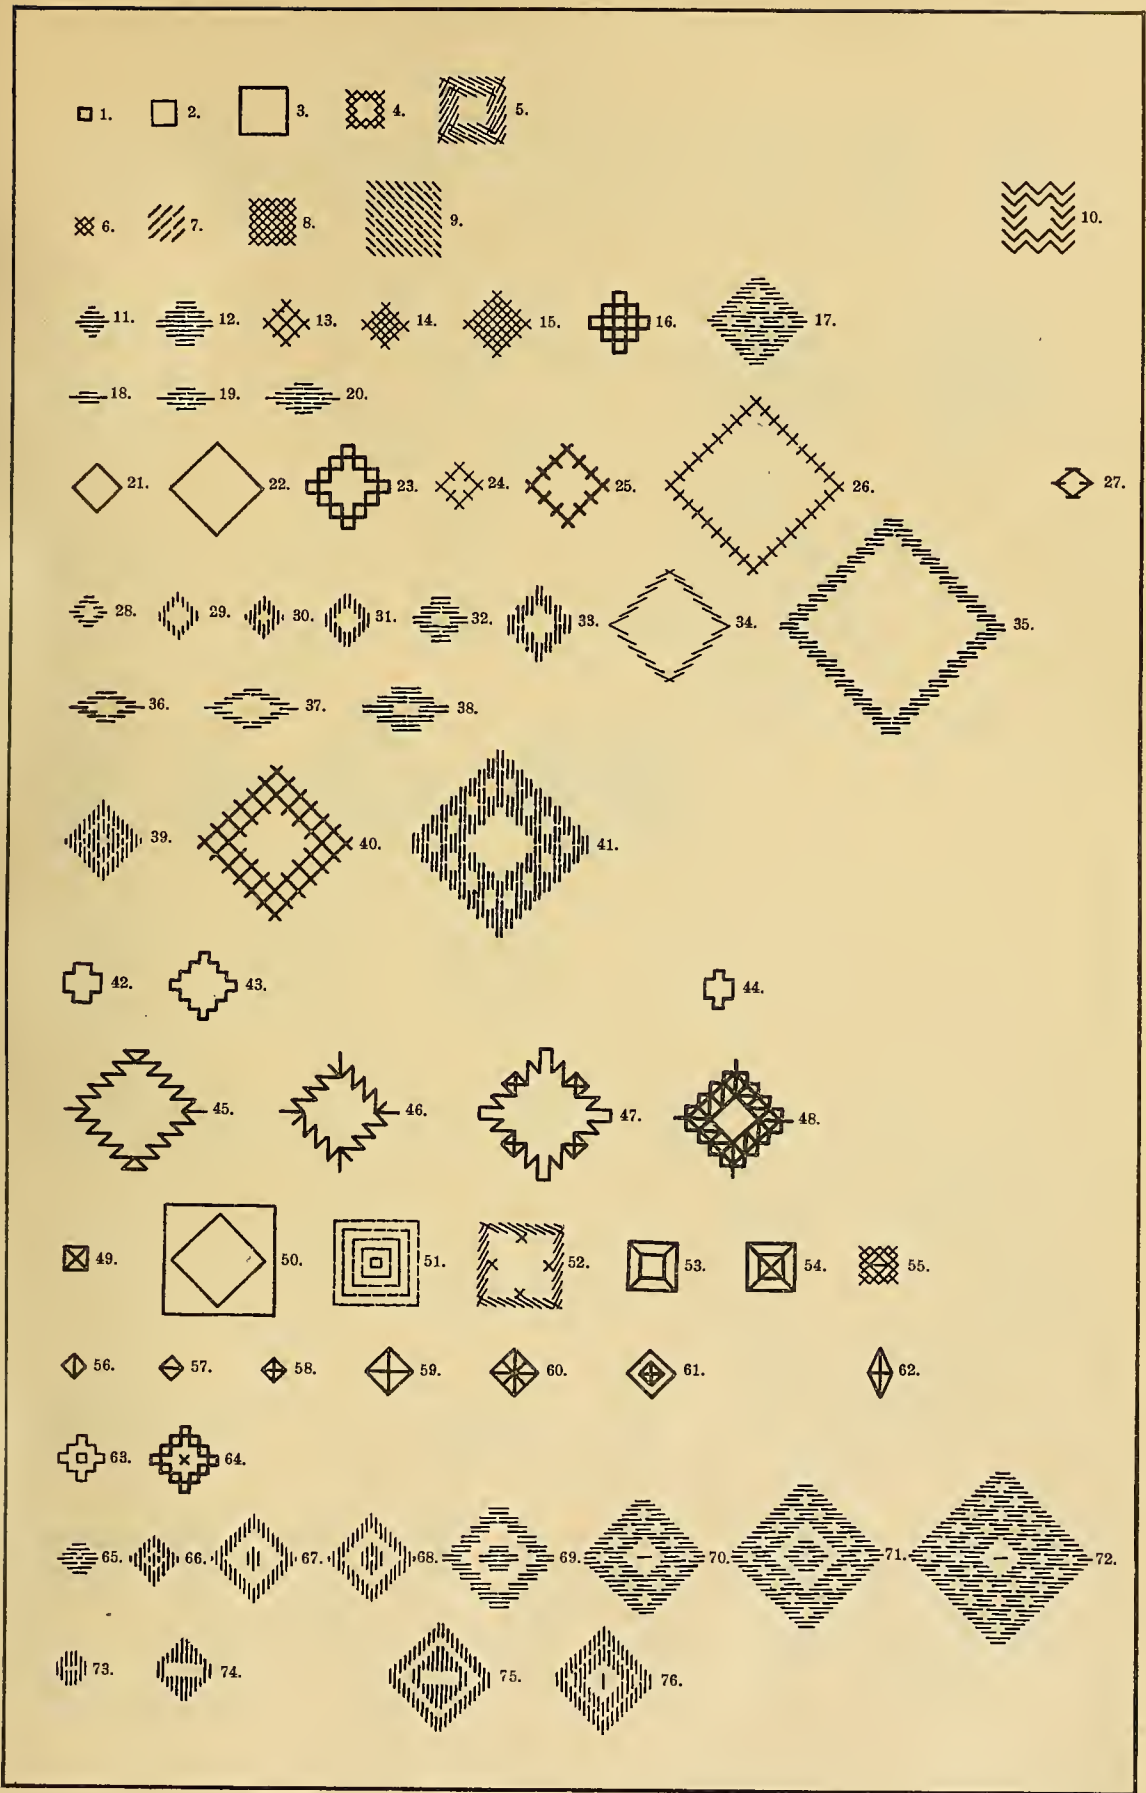 1. 2. 3. 4. 5.
6. 7. 8. 9. 10.
11. 12. 13. 14. 15. 16. 17.
18. 19. 20.
21. 22. 23. 24. 25. 26. 27.
28. 29. 30. 31. 32. 33. 34. 35.
36. 37. 38.
39. 40. 41.
42. 43. 44.
45. 46. 47. 48.
49. 50. 51. 52. 53. 54. 55.
56. 57. 58. 59. 60. 61. 62.
63. 64.
65. 66. 67. 68. 69. 70. 71. 72.
73. 74. 75. 76.